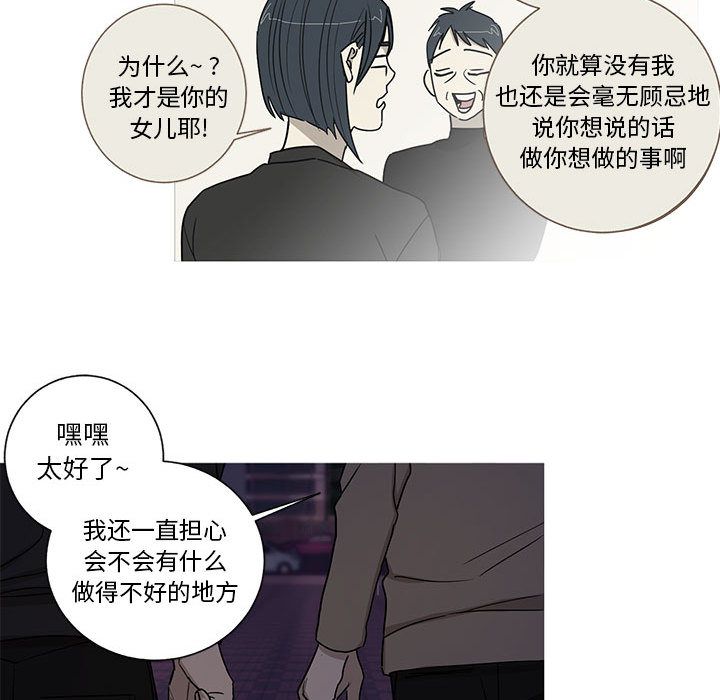 为什么~?
我才是你的
女儿耶!
你就算没有我
也还是会毫无顾忌地
说你想说的话
做你想做的事啊
嘿嘿
太好了~
我还一直担心
会不会有什么
做得不好的地方